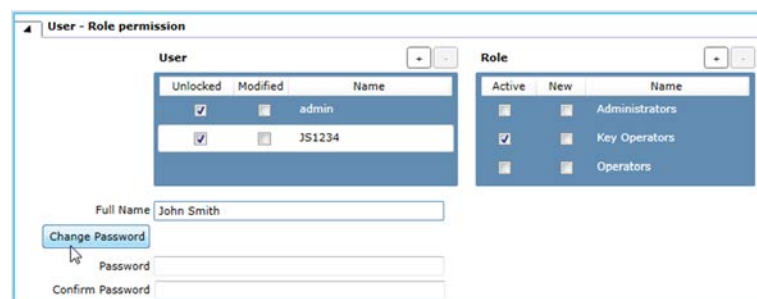 User - Role permission
User + -
Role + -
Unlocked Modified Name
Active New Name
admin
Administrators
JS1234
Key Operators
Operators
Full Name John Smith
Change Password
Password
Confirm Password